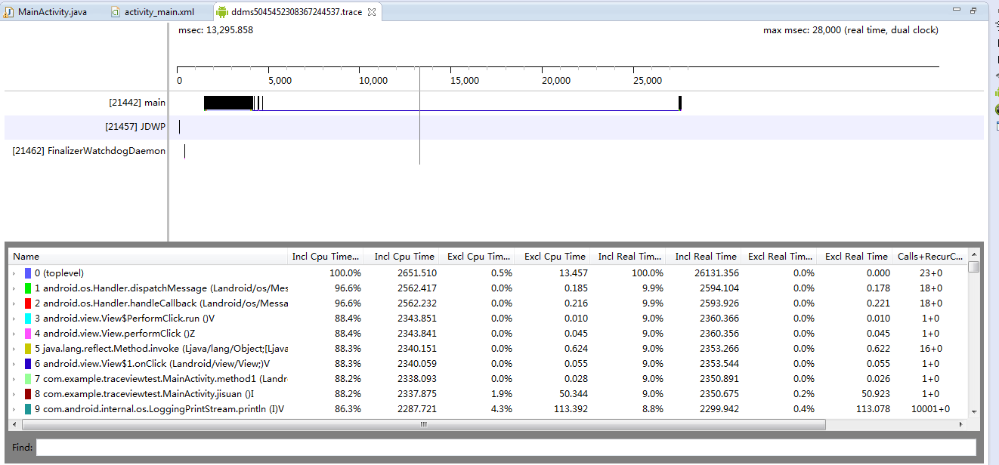 MainActivity.java activity_main.xml ddms5045452308367244537.trace
msec: 13,295.858 max msec: 28,000 (real time, dual clock)
0 5,000 10,000 15,000 20,000 25,000
[21442] main
[21457] JDWP
[21462] FinalizerWatchdogDaemon
Name Incl Cpu Time... Incl Cpu Time Excl Cpu Tim... Excl Cpu Time Incl Real Tim... Incl Real Time Excl Real Tim... Excl Real Time Calls+RecurC...
0 (toplevel) 100.0% 2651.510 0.5% 13.457 100.0% 26131.356 0.0% 0.000 23+0
1 android.os.Handler.dispatchMessage (Landroid/os/Mes 96.6% 2562.417 0.0% 0.185 9.9% 2594.104 0.0% 0.178 18+0
2 android.os.Handler.handleCallback (Landroid/os/Messa 96.6% 2562.232 0.0% 0.216 9.9% 2593.926 0.0% 0.221 18+0
3 android.view.View$PerformClick.run ()V 88.4% 2343.851 0.0% 0.010 9.0% 2360.366 0.0% 0.010 1+0
4 android.view.View.performClick ()Z 88.4% 2343.841 0.0% 0.045 9.0% 2360.356 0.0% 0.045 1+0
5 java.lang.reflect.Method.invoke (Ljava/lang/Object;[Ljava 88.3% 2340.151 0.0% 0.624 9.0% 2353.266 0.0% 0.622 16+0
6 android.view.View$1.onClick (Landroid/view/View;)V 88.3% 2340.059 0.0% 0.055 9.0% 2353.544 0.0% 0.055 1+0
7 com.example.traceviewtest.MainActivity.method1 (Landr 88.2% 2338.093 0.0% 0.028 9.0% 2350.891 0.0% 0.026 1+0
8 com.example.traceviewtest.MainActivity.jisuan ()I 88.2% 2337.875 1.9% 50.344 9.0% 2350.675 0.2% 50.923 1+0
9 com.android.internal.os.LoggingPrintStream.println (I)V 86.3% 2287.721 4.3% 113.392 8.8% 2299.942 0.4% 113.078 10001+0
Find: